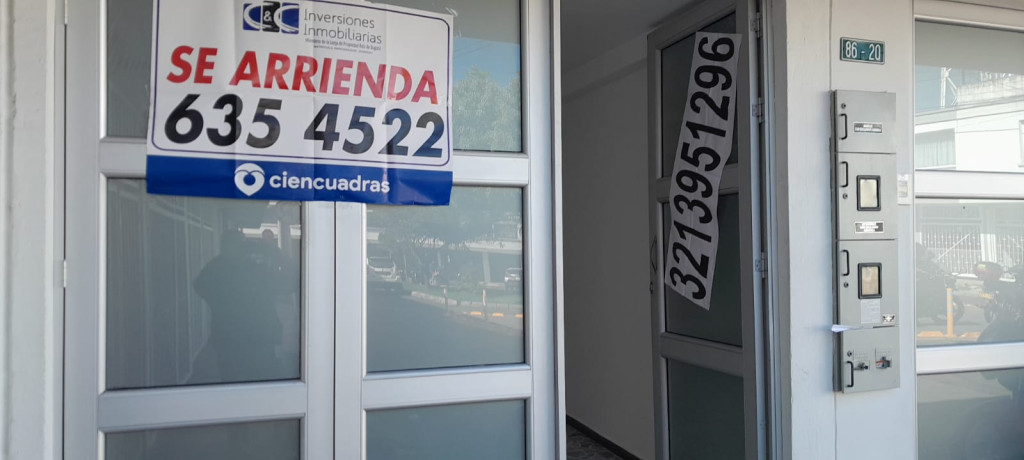 C&C Inversiones
Inmobiliarias
SE ARRIENDA
635 4522
ciencuadras
3213951296
86-20